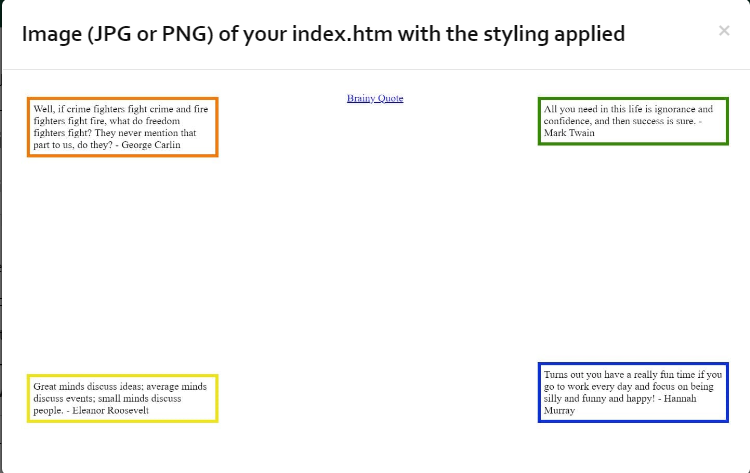 Image (JPG or PNG) of your index.htm with the styling applied
×
Well, if crime fighters fight crime and fire
fighters fight fire, what do freedom
fighters fight? They never mention that
part to us, do they? - George Carlin
Brainy Quote
All you need in this life is ignorance and
confidence, and then success is sure. -
Mark Twain
Great minds discuss ideas; average minds
discuss events; small minds discuss
people. - Eleanor Roosevelt
Turns out you have a really fun time if you
go to work every day and focus on being
silly and funny and happy! - Hannah
Murray